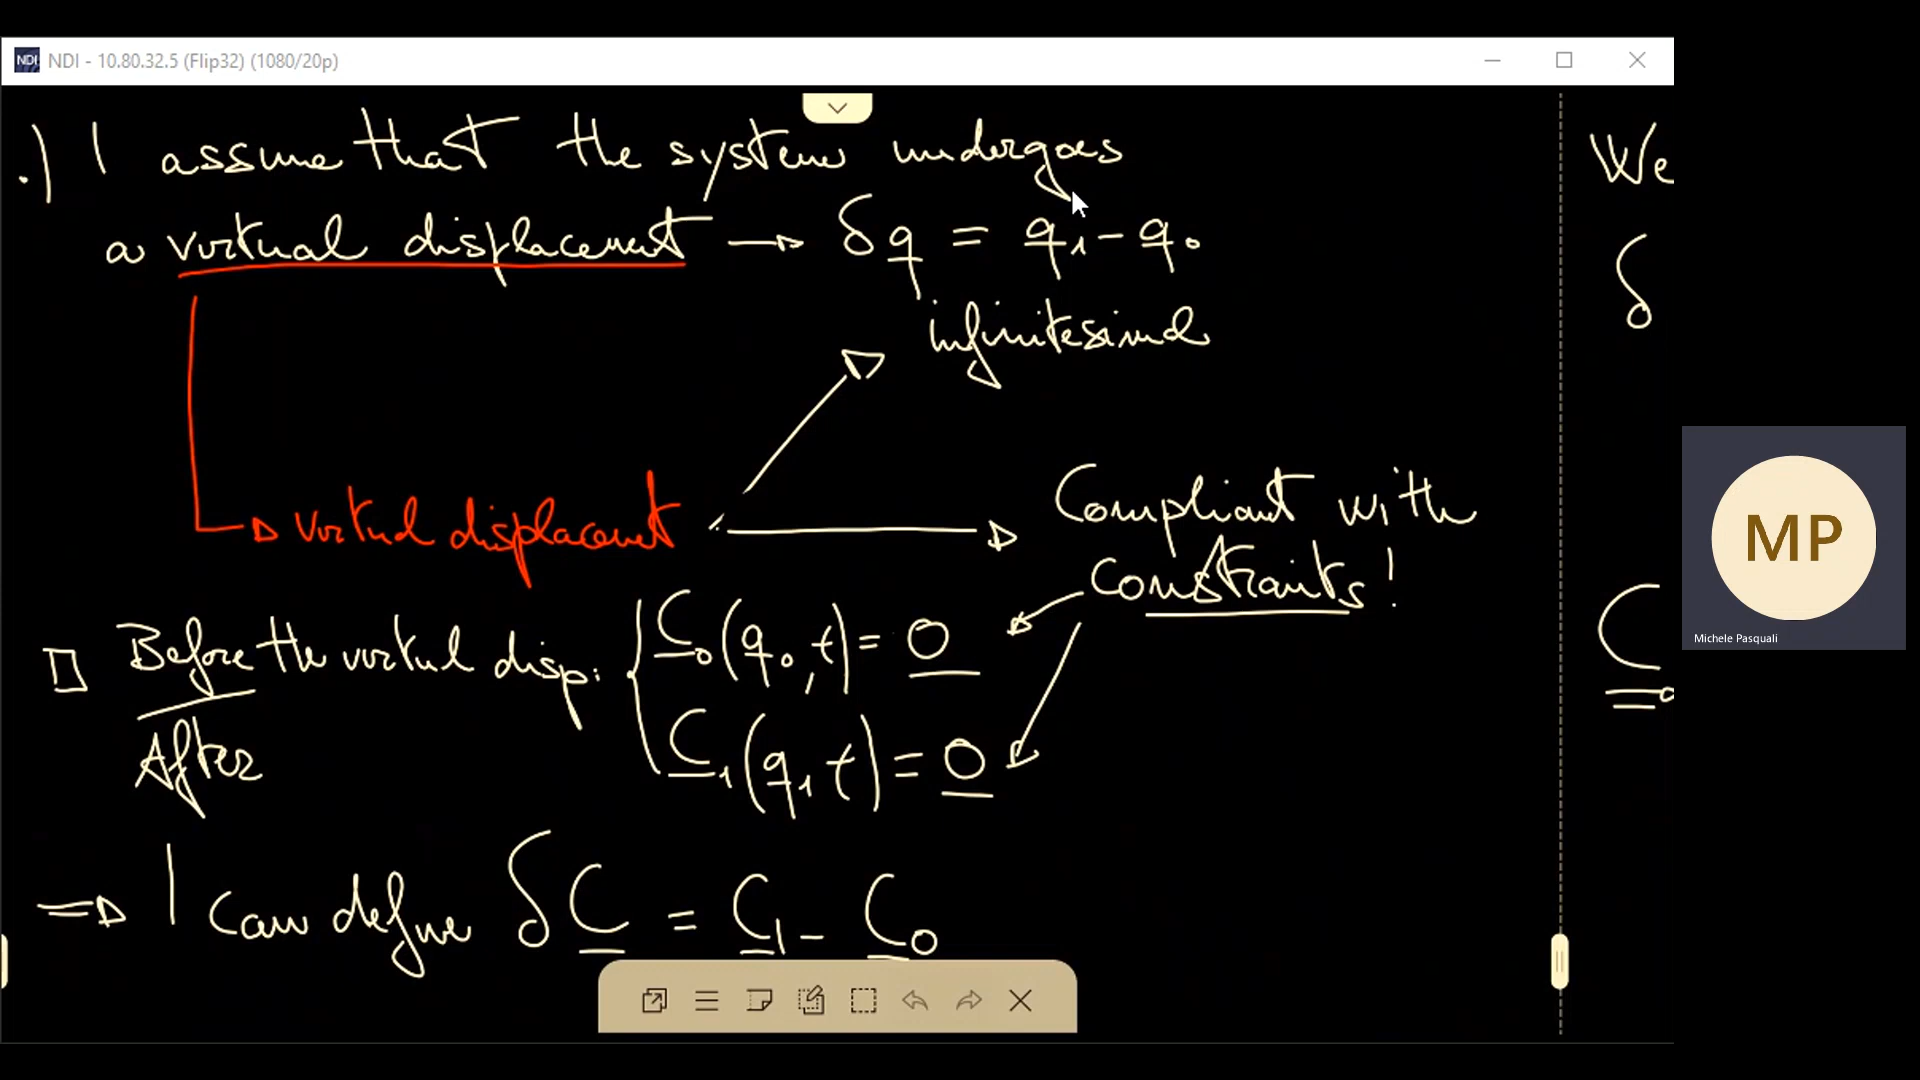 NDI - 10.80.32.5 (Flip32) (1080/20p)
.) I assume that the system undergoes
a virtual displacement → δq = q₁ - q₀
infinitesimal
virtual displacement
Compliant with
constraints!
Before the virtual disp: C₀(q₀, t) = 0
After C₁(q₁, t) = 0
⇒ I can define δC = C₁ - C₀
We
δ
C₀
MP
Michele Pasquali